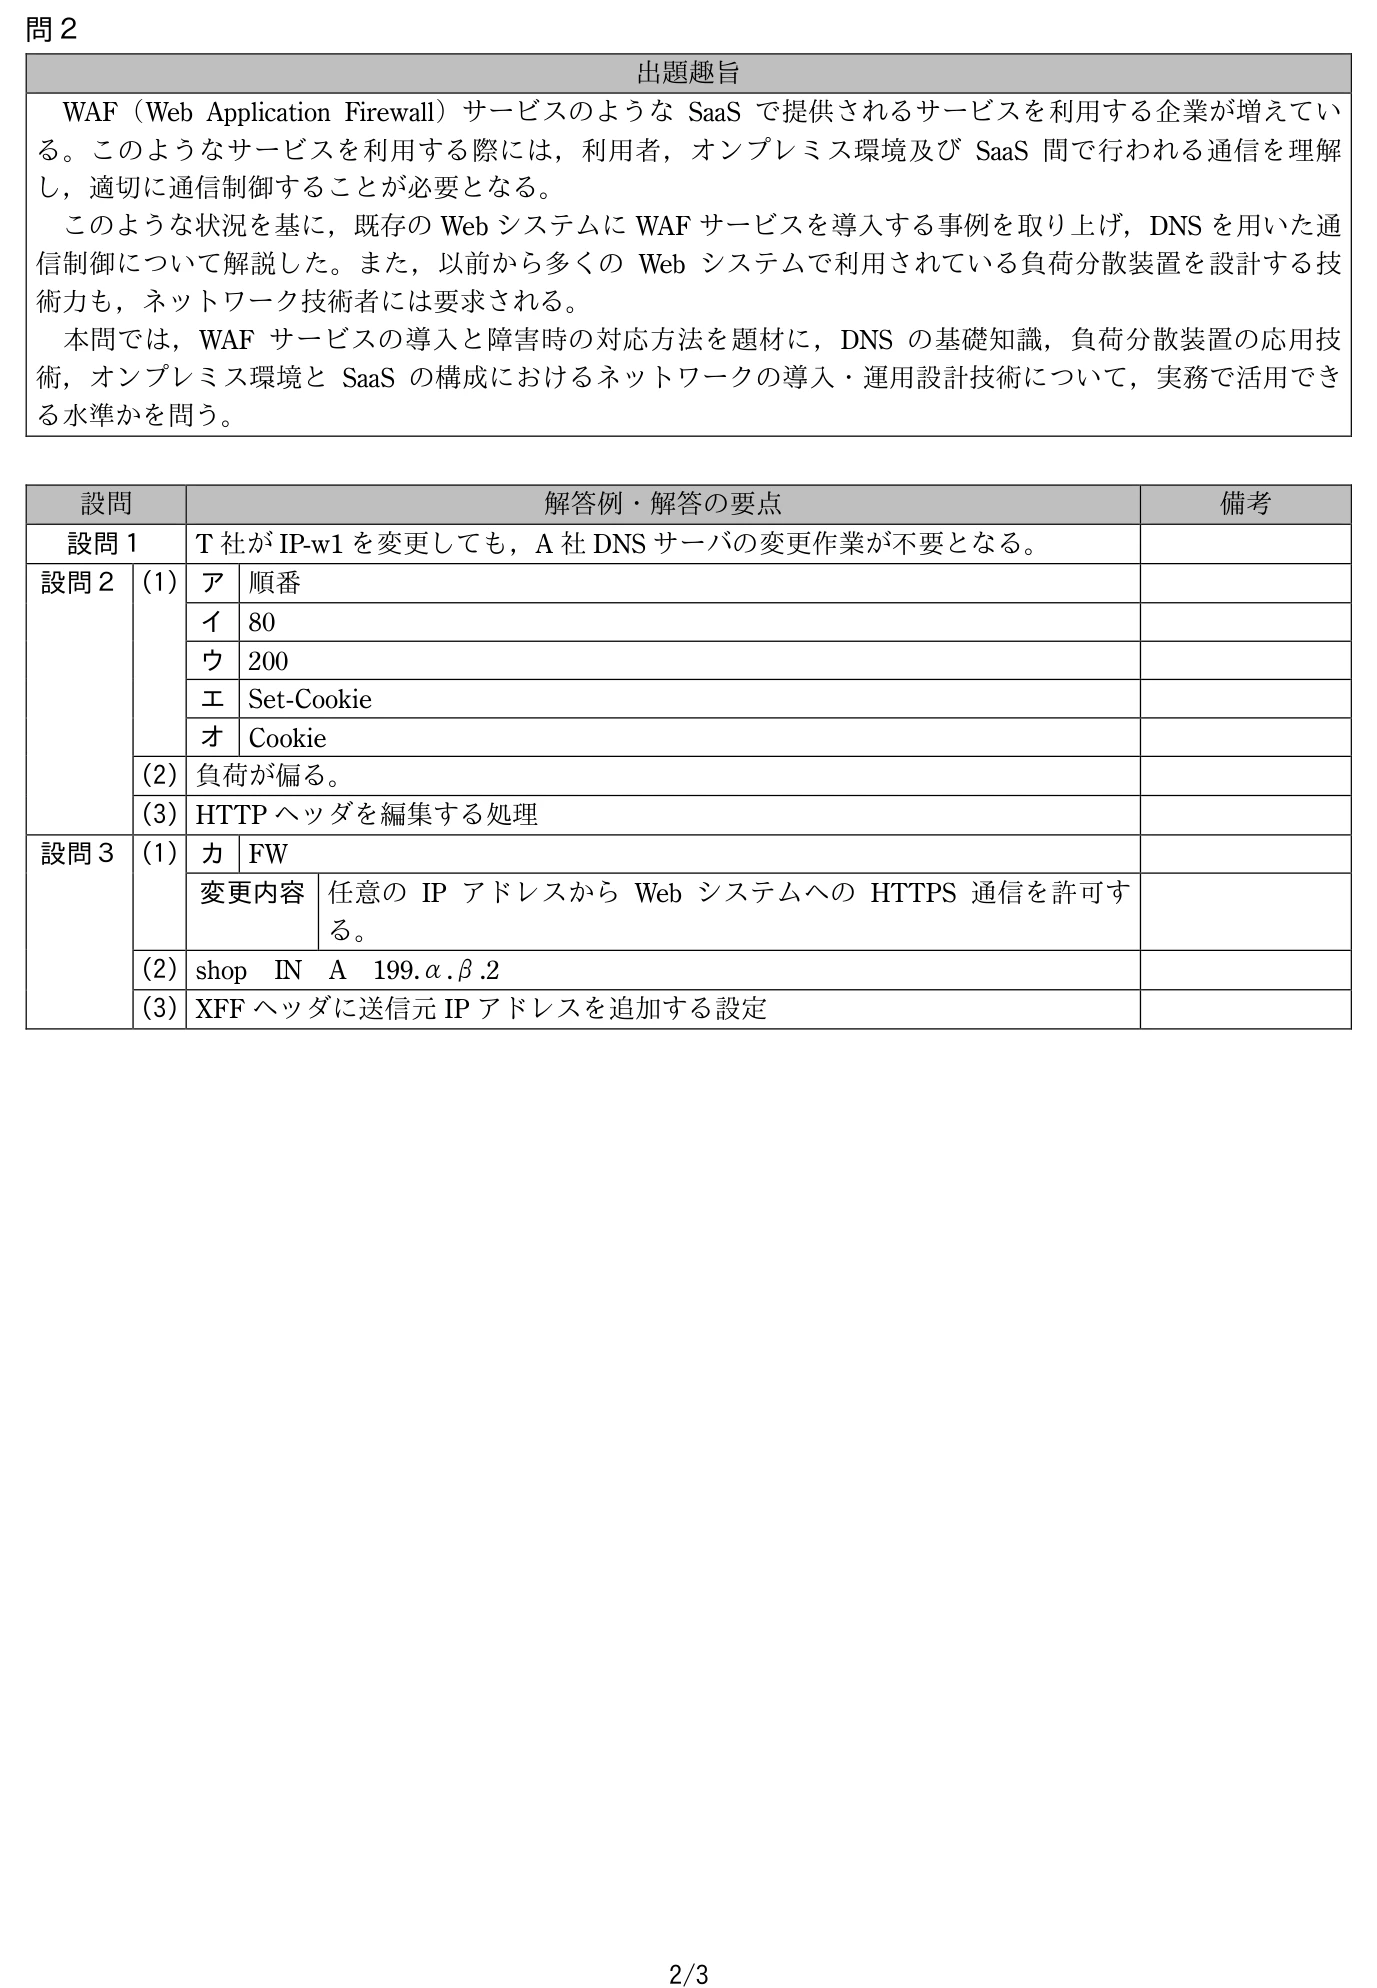 問２
出題趣旨
WAF（Web Application Firewall）サービスのような SaaS で提供されるサービスを利用する企業が増えてい
る。このようなサービスを利用する際には，利用者，オンプレミス環境及び SaaS 間で行われる通信を理解
し，適切に通信制御することが必要となる。
このような状況を基に，既存の Web システムに WAF サービスを導入する事例を取り上げ，DNS を用いた通
信制御について解説した。また，以前から多くの Web システムで利用されている負荷分散装置を設計する技
術力も，ネットワーク技術者には要求される。
本問では，WAF サービスの導入と障害時の対応方法を題材に，DNS の基礎知識，負荷分散装置の応用技
術，オンプレミス環境と SaaS の構成におけるネットワークの導入・運用設計技術について，実務で活用でき
る水準かを問う。
設問 解答例・解答の要点 備考
設問１ T 社が IP-w1 を変更しても，A 社 DNS サーバの変更作業が不要となる。
設問２ (1) ア 順番
イ 80
ウ 200
エ Set-Cookie
オ Cookie
(2) 負荷が偏る。
(3) HTTP ヘッダを編集する処理
設問３ (1) カ FW
変更内容 任意の IP アドレスから Web システムへの HTTPS 通信を許可す
る。
(2) shop IN A 199.α.β.2
(3) XFF ヘッダに送信元 IP アドレスを追加する設定
2/3